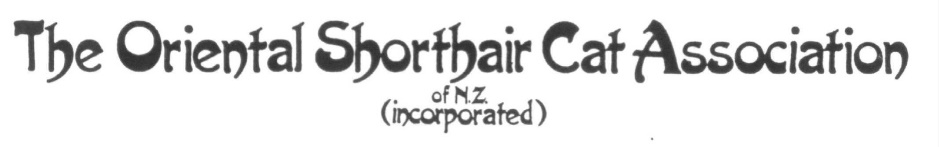 The Oriental Shorthair Cat Association
of N.Z.
(incorporated)